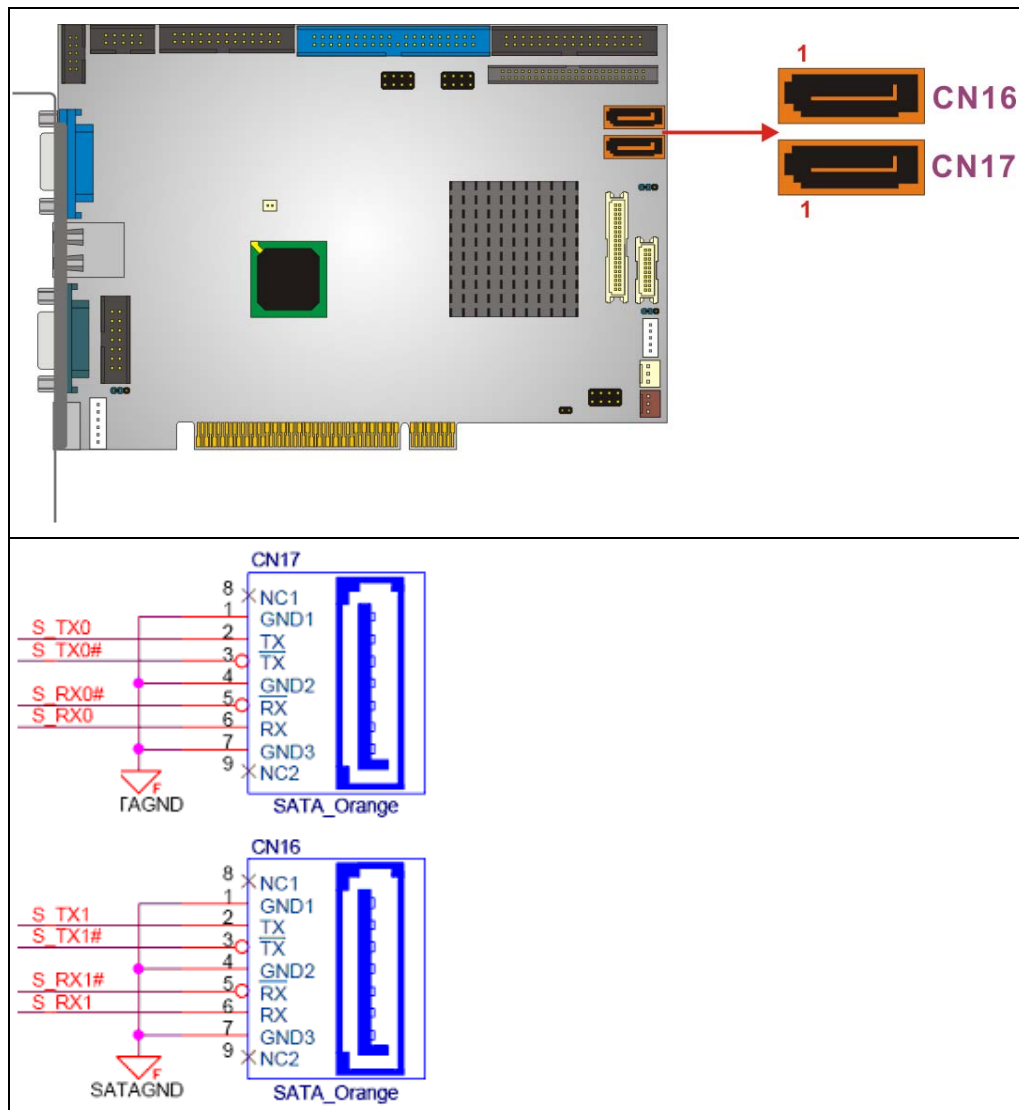 1
CN16
CN17
1
CN17
8 NC1
1 GND1
S_TX0 2 TX
S_TX0# 3 TX
4 GND2
S_RX0# 5 RX
S_RX0 6 RX
7 GND3
9 NC2
F
TAGND
SATA_Orange
CN16
8 NC1
1 GND1
S_TX1 2 TX
S_TX1# 3 TX
4 GND2
S_RX1# 5 RX
S_RX1 6 RX
7 GND3
9 NC2
F
SATAGND
SATA_Orange